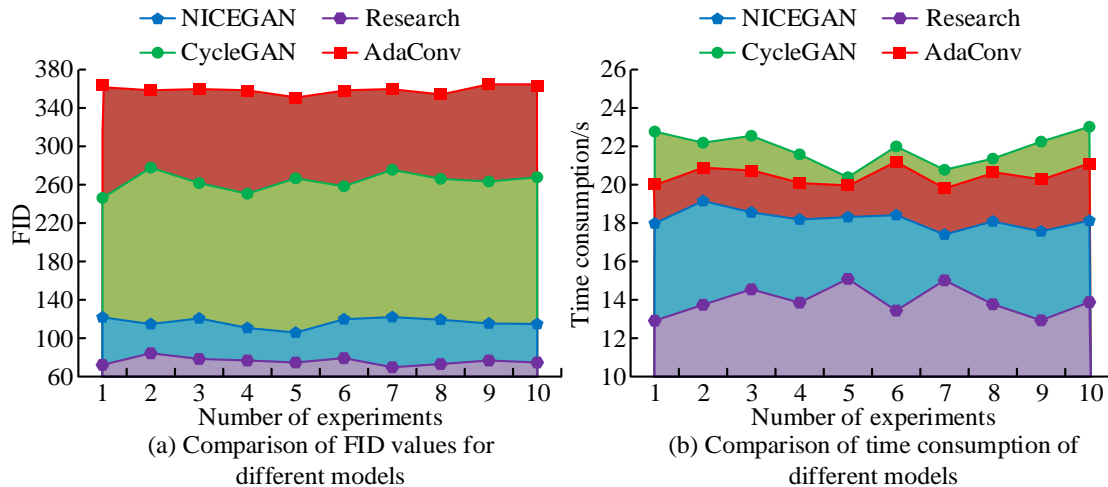 NICEGAN Research
CycleGAN AdaConv
380
340
300
260
220
180
140
100
60
FID
1 2 3 4 5 6 7 8 9 10
Number of experiments
(a) Comparison of FID values for
different models
NICEGAN Research
CycleGAN AdaConv
26
24
22
20
18
16
14
12
10
Time consumption/s
1 2 3 4 5 6 7 8 9 10
Number of experiments
(b) Comparison of time consumption of
different models